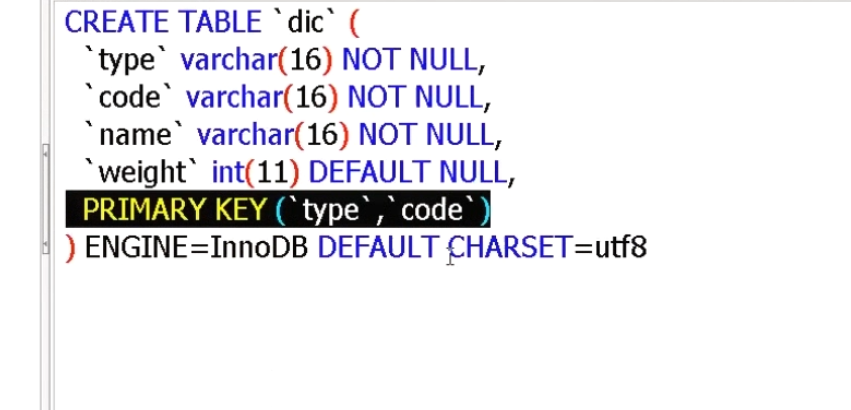 CREATE TABLE `dic` (
`type` varchar(16) NOT NULL,
`code` varchar(16) NOT NULL,
`name` varchar(16) NOT NULL,
`weight` int(11) DEFAULT NULL,
PRIMARY KEY (`type`,`code`)
) ENGINE=InnoDB DEFAULT CHARSET=utf8